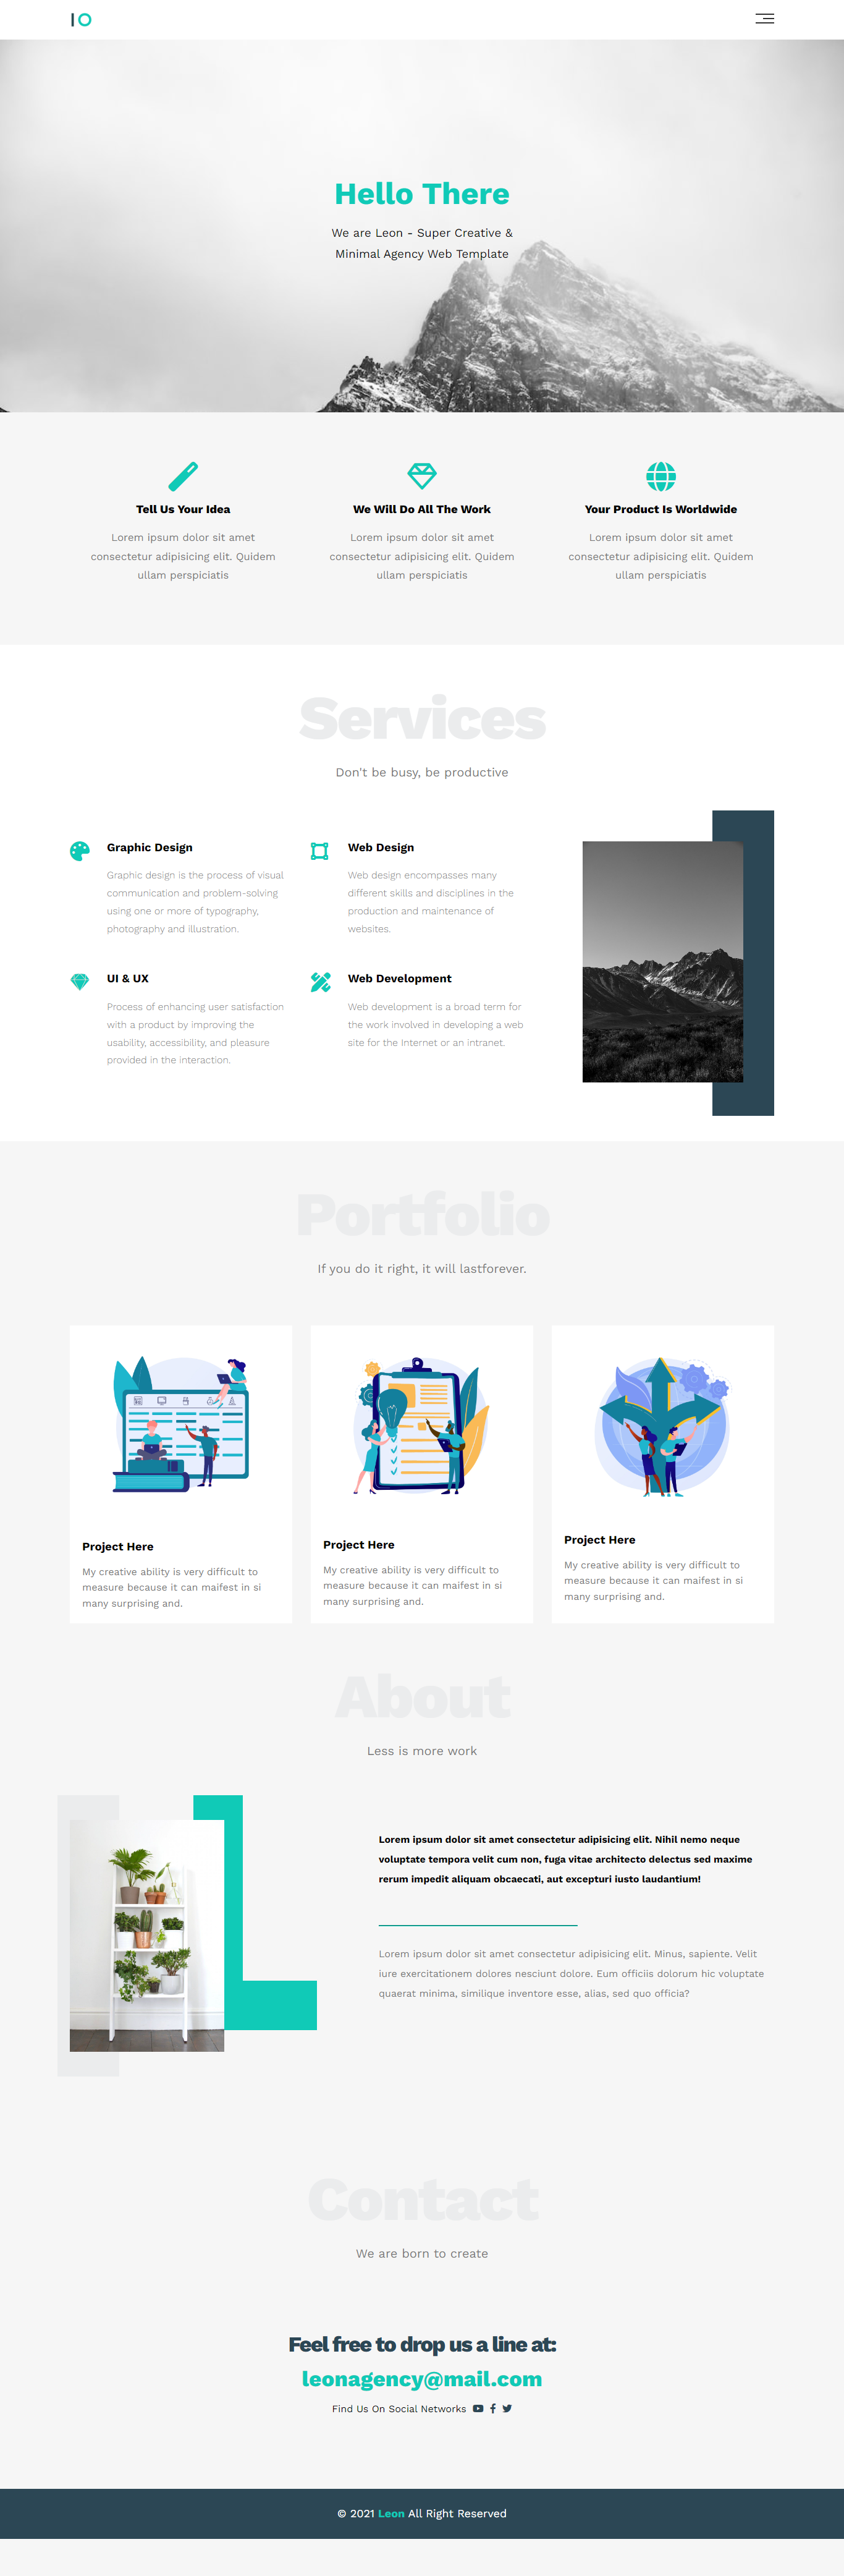 IO
Hello There
We are Leon - Super Creative &
Minimal Agency Web Template
Tell Us Your Idea
Lorem ipsum dolor sit amet
consectetur adipisicing elit. Quidem
ullam perspiciatis
We Will Do All The Work
Lorem ipsum dolor sit amet
consectetur adipisicing elit. Quidem
ullam perspiciatis
Your Product Is Worldwide
Lorem ipsum dolor sit amet
consectetur adipisicing elit. Quidem
ullam perspiciatis
Services
Don't be busy, be productive
Graphic Design
Graphic design is the process of visual
communication and problem-solving
using one or more of typography,
photography and illustration.
Web Design
Web design encompasses many
different skills and disciplines in the
production and maintenance of
websites.
UI & UX
Process of enhancing user satisfaction
with a product by improving the
usability, accessibility, and pleasure
provided in the interaction.
Web Development
Web development is a broad term for
the work involved in developing a web
site for the Internet or an intranet.
Portfolio
If you do it right, it will lastforever.
Project Here
My creative ability is very difficult to
measure because it can maifest in si
many surprising and.
Project Here
My creative ability is very difficult to
measure because it can maifest in si
many surprising and.
Project Here
My creative ability is very difficult to
measure because it can maifest in si
many surprising and.
About
Less is more work
Lorem ipsum dolor sit amet consectetur adipisicing elit. Nihil nemo neque
voluptate tempora velit cum non, fuga vitae architecto delectus sed maxime
rerum impedit aliquam obcaecati, aut excepturi iusto laudantium!
Lorem ipsum dolor sit amet consectetur adipisicing elit. Minus, sapiente. Velit
iure exercitationem dolores nesciunt dolore. Eum officiis dolorum hic voluptate
quaerat minima, similique inventore esse, alias, sed quo officia?
Contact
We are born to create
Feel free to drop us a line at:
leonagency@mail.com
Find Us On Social Networks
© 2021 Leon All Right Reserved